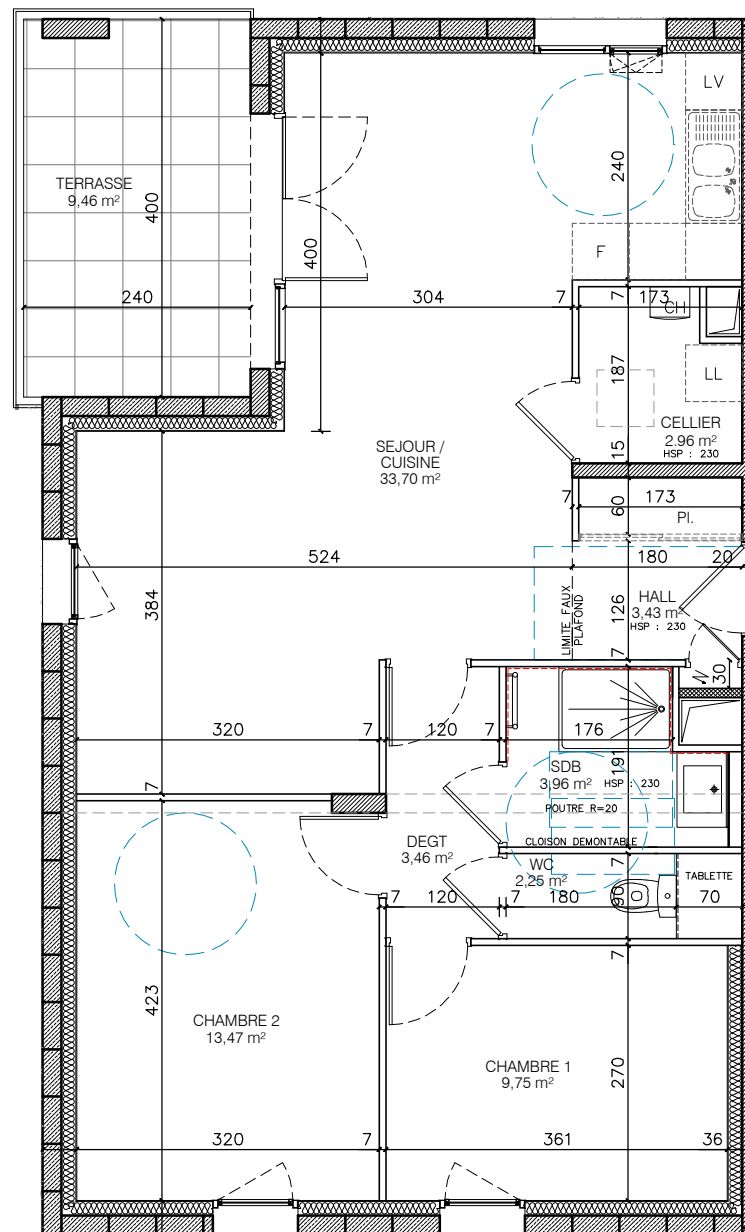 LV
TERRASSE
9,46 m²
400
240
400
240
F
304
7
7
173
CH
187
LL
CELLIER
2.96 m²
HSP : 230
15
SEJOUR /
CUISINE
33,70 m²
7
60
173
Pl.
524
180
20
384
LIMITE FAUX
PLAFOND
126
HALL
3,43 m²
HSP : 230
7
30
320
7
120
7
176
191
SDB
3,96 m²
HSP : 230
7
POUTRE R=20
DEGT
3,46 m²
CLOISON DEMONTABLE
WC
2,25 m²
7
TABLETTE
90
7
120
7
180
70
7
423
CHAMBRE 2
13,47 m²
CHAMBRE 1
9,75 m²
270
320
7
361
36